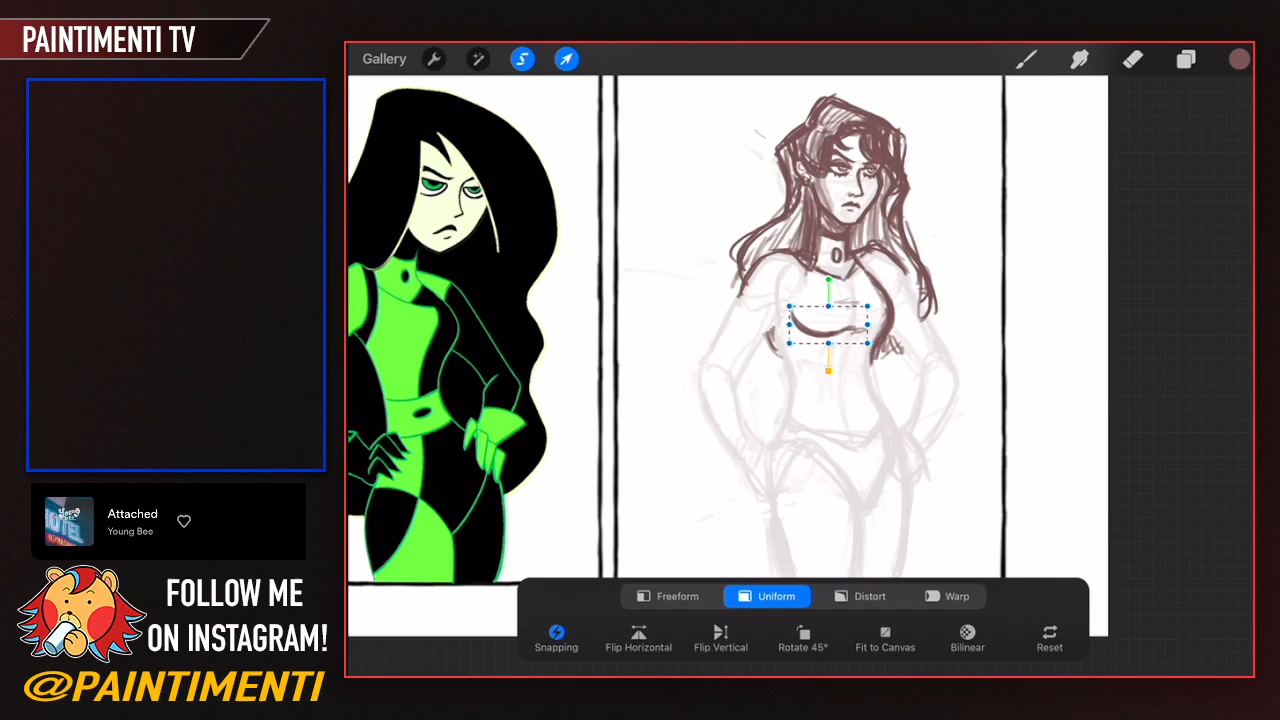 PAINTIMENTI TV
Gallery
Attached
Young Bee
FOLLOW ME
ON INSTAGRAM!
@PAINTIMENTI
Freeform
Uniform
Distort
Warp
Snapping
Flip Horizontal
Flip Vertical
Rotate 45°
Fit to Canvas
Bilinear
Reset